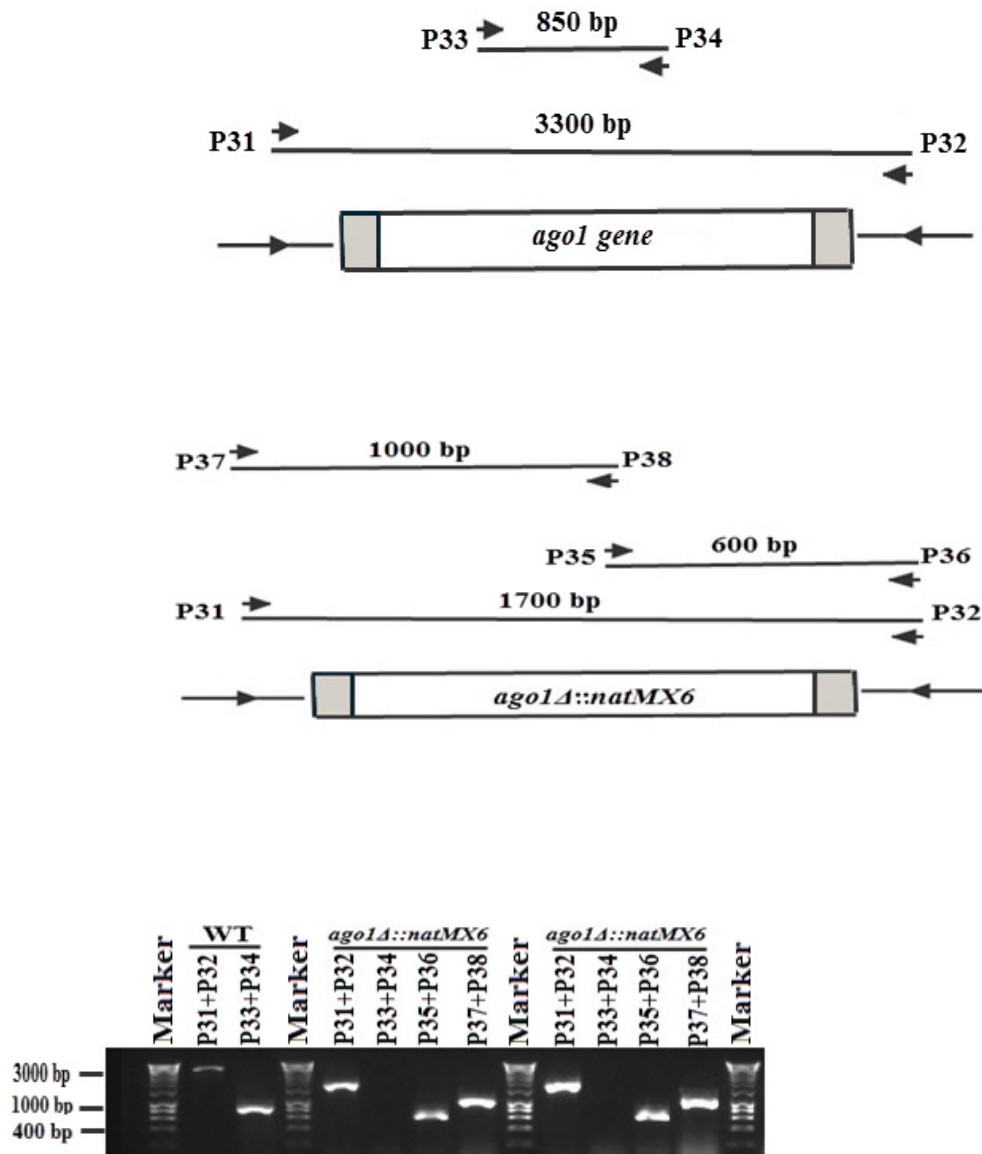 850 bp
P33 P34
3300 bp
P31 P32
ago1 gene
1000 bp
P37 P38
600 bp
P35 P36
1700 bp
P31 P32
ago1Δ::natMX6
WT ago1Δ::natMX6 ago1Δ::natMX6
Marker P31+P32 P33+P34 Marker P31+P32 P33+P34 P35+P36 P37+P38 Marker P31+P32 P33+P34 P35+P36 P37+P38 Marker
3000 bp
1000 bp
400 bp